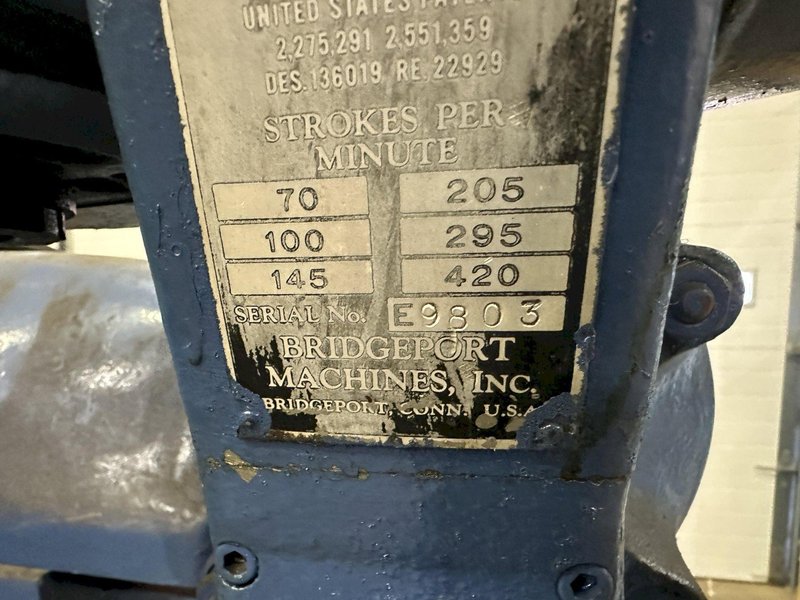 UNITED STATES
2,275,291 2,551,359
DES. 136019 RE. 22929
STROKES PER
MINUTE
70 205
100 295
145 420
SERIAL No. E9803
BRIDGEPORT
MACHINES, INC.
BRIDGEPORT, CONN. U.S.A.